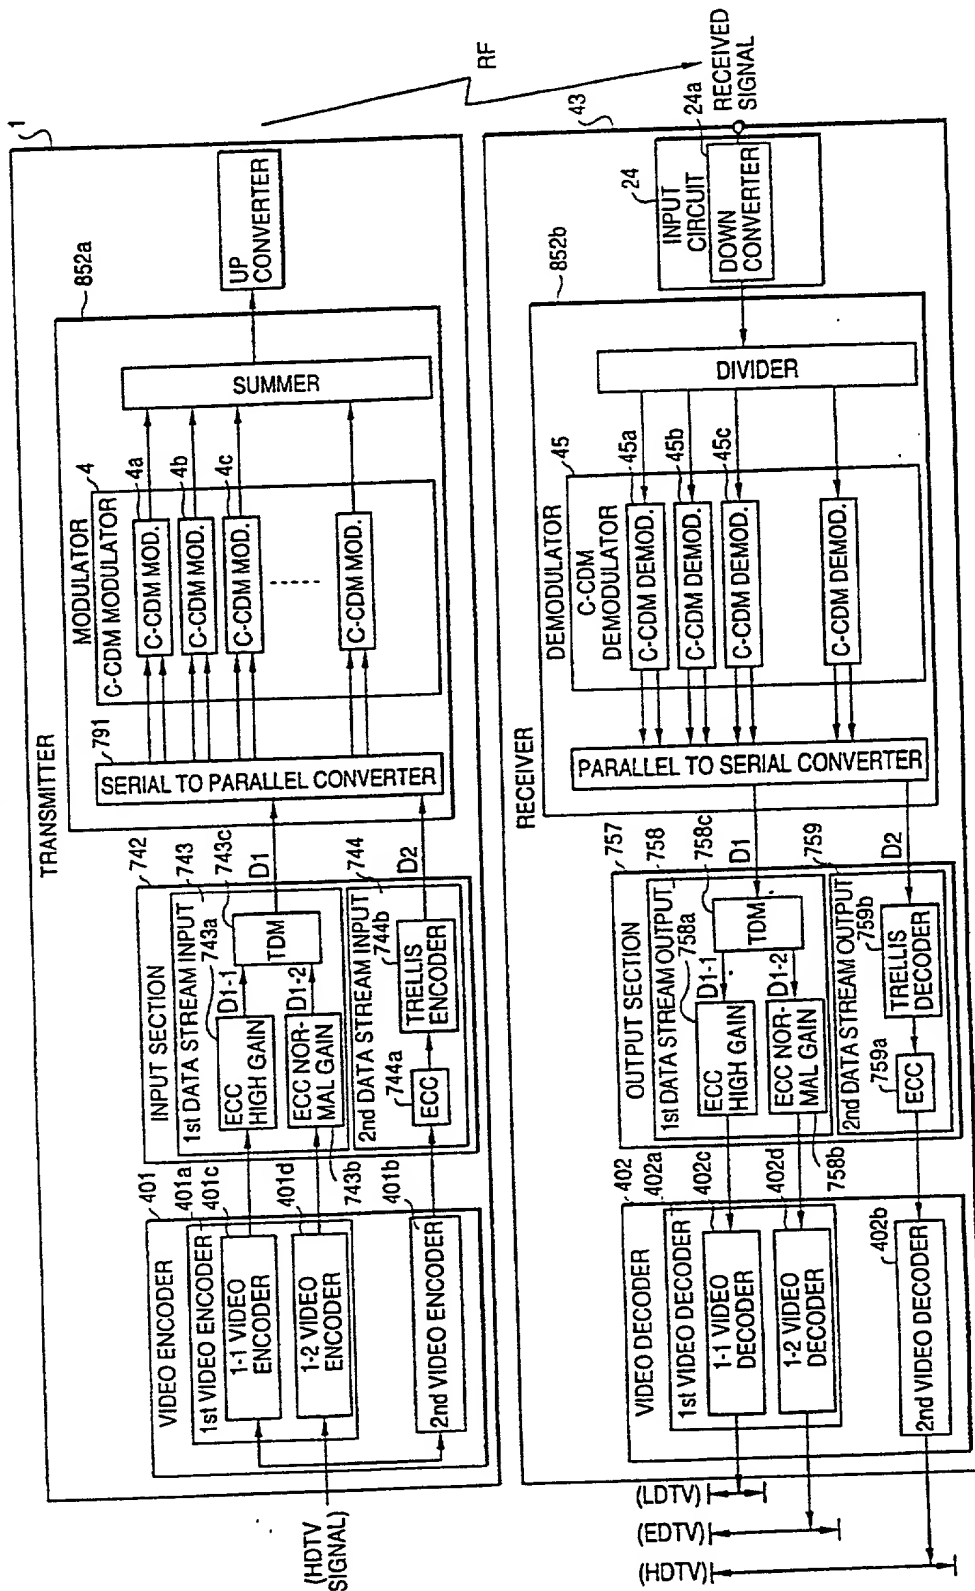 TRANSMITTER
1
(HDTV
SIGNAL)
VIDEO ENCODER
401
1st VIDEO ENCODER
401a
1-1 VIDEO
ENCODER
401c
1-2 VIDEO
ENCODER
401d
2nd VIDEO ENCODER
401b
INPUT SECTION
742
1st DATA STREAM INPUT
743
ECC
HIGH GAIN
743a
D1-1
ECC NOR-
MAL GAIN
743b
D1-2
TDM
743c
D1
2nd DATA STREAM INPUT
744
ECC
744a
TRELLIS
ENCODER
744b
D2
MODULATOR
852a
SERIAL TO PARALLEL CONVERTER
791
C-CDM MODULATOR
4
C-CDM MOD.
4a
C-CDM MOD.
4b
C-CDM MOD.
4c
C-CDM MOD.
SUMMER
UP
CONVERTER
RF
RECEIVER
43
RECEIVED
SIGNAL
INPUT
CIRCUIT
24
DOWN
CONVERTER
24a
DEMODULATOR
852b
DIVIDER
C-CDM
DEMODULATOR
45
C-CDM DEMOD.
45a
C-CDM DEMOD.
45b
C-CDM DEMOD.
45c
C-CDM DEMOD.
PARALLEL TO SERIAL CONVERTER
OUTPUT SECTION
757
1st DATA STREAM OUTPUT
758
D1
TDM
758c
D1-1
ECC
HIGH GAIN
758a
D1-2
ECC NOR-
MAL GAIN
758b
2nd DATA STREAM OUTPUT
759
D2
TRELLIS
DECODER
759b
ECC
759a
VIDEO DECODER
402
1st VIDEO DECODER
402a
1-1 VIDEO
DECODER
402c
1-2 VIDEO
DECODER
402d
2nd VIDEO DECODER
402b
(LDTV)
(EDTV)
(HDTV)